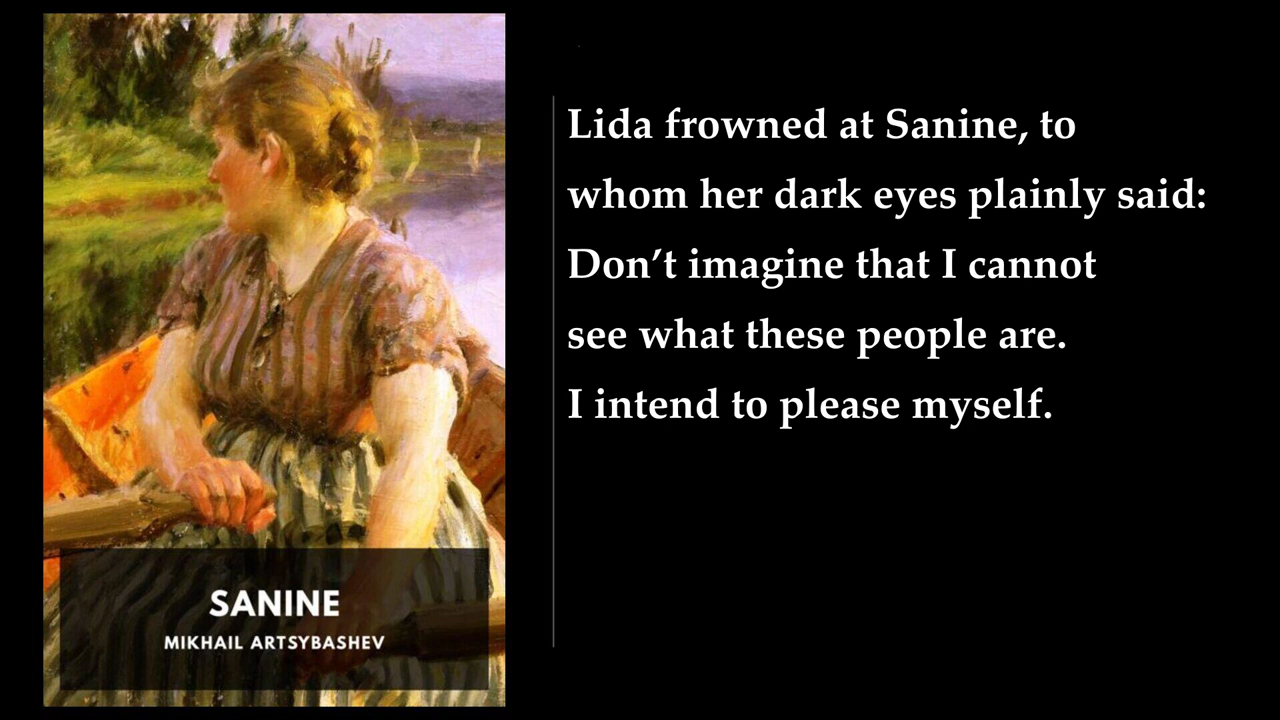 SANINE
MIKHAIL ARTSYBASHEV
Lida frowned at Sanine, to
whom her dark eyes plainly said:
Don’t imagine that I cannot
see what these people are.
I intend to please myself.